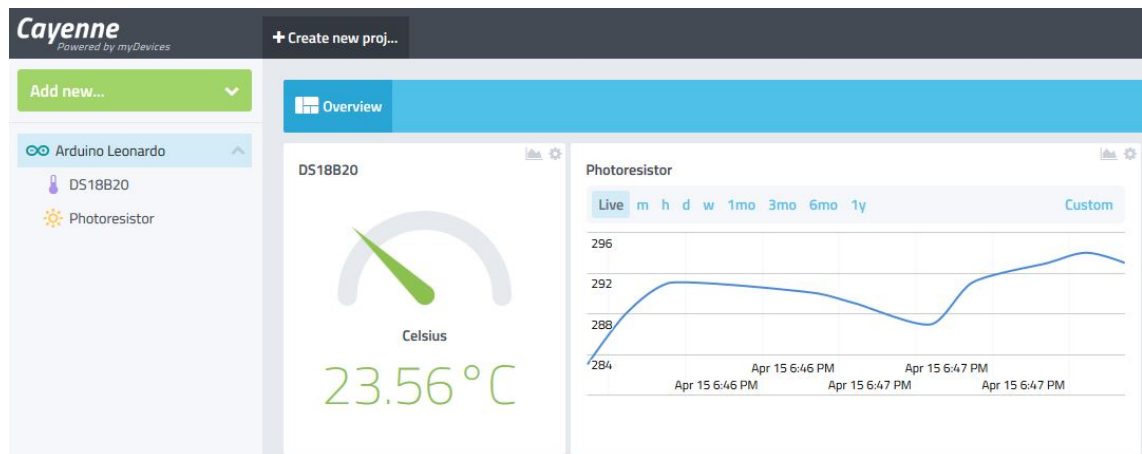 Cayenne
Powered by myDevices
+ Create new proj...
Add new...
Overview
Arduino Leonardo
DS18B20
Photoresistor
DS18B20
Celsius
23.56°C
Photoresistor
Live m h d w 1mo 3mo 6mo 1y Custom
296
292
288
284
Apr 15 6:46 PM Apr 15 6:47 PM
Apr 15 6:46 PM Apr 15 6:47 PM Apr 15 6:47 PM